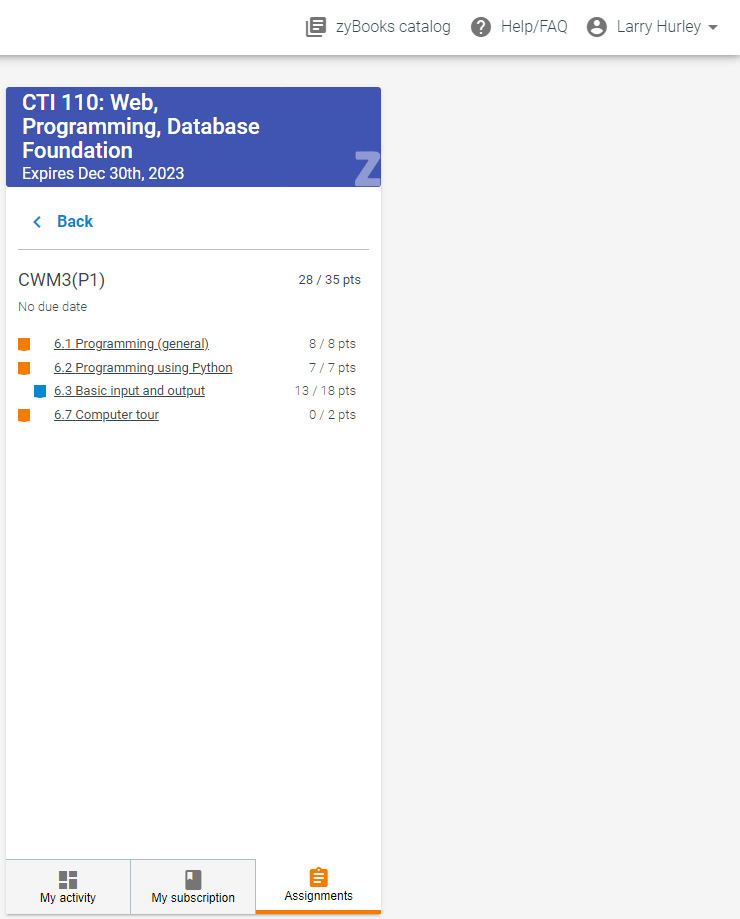 zyBooks catalog Help/FAQ Larry Hurley
CTI 110: Web,
Programming, Database
Foundation
Expires Dec 30th, 2023
Z
Back
CWM3(P1) 28 / 35 pts
No due date
6.1 Programming (general) 8 / 8 pts
6.2 Programming using Python 7 / 7 pts
6.3 Basic input and output 13 / 18 pts
6.7 Computer tour 0 / 2 pts
My activity My subscription Assignments